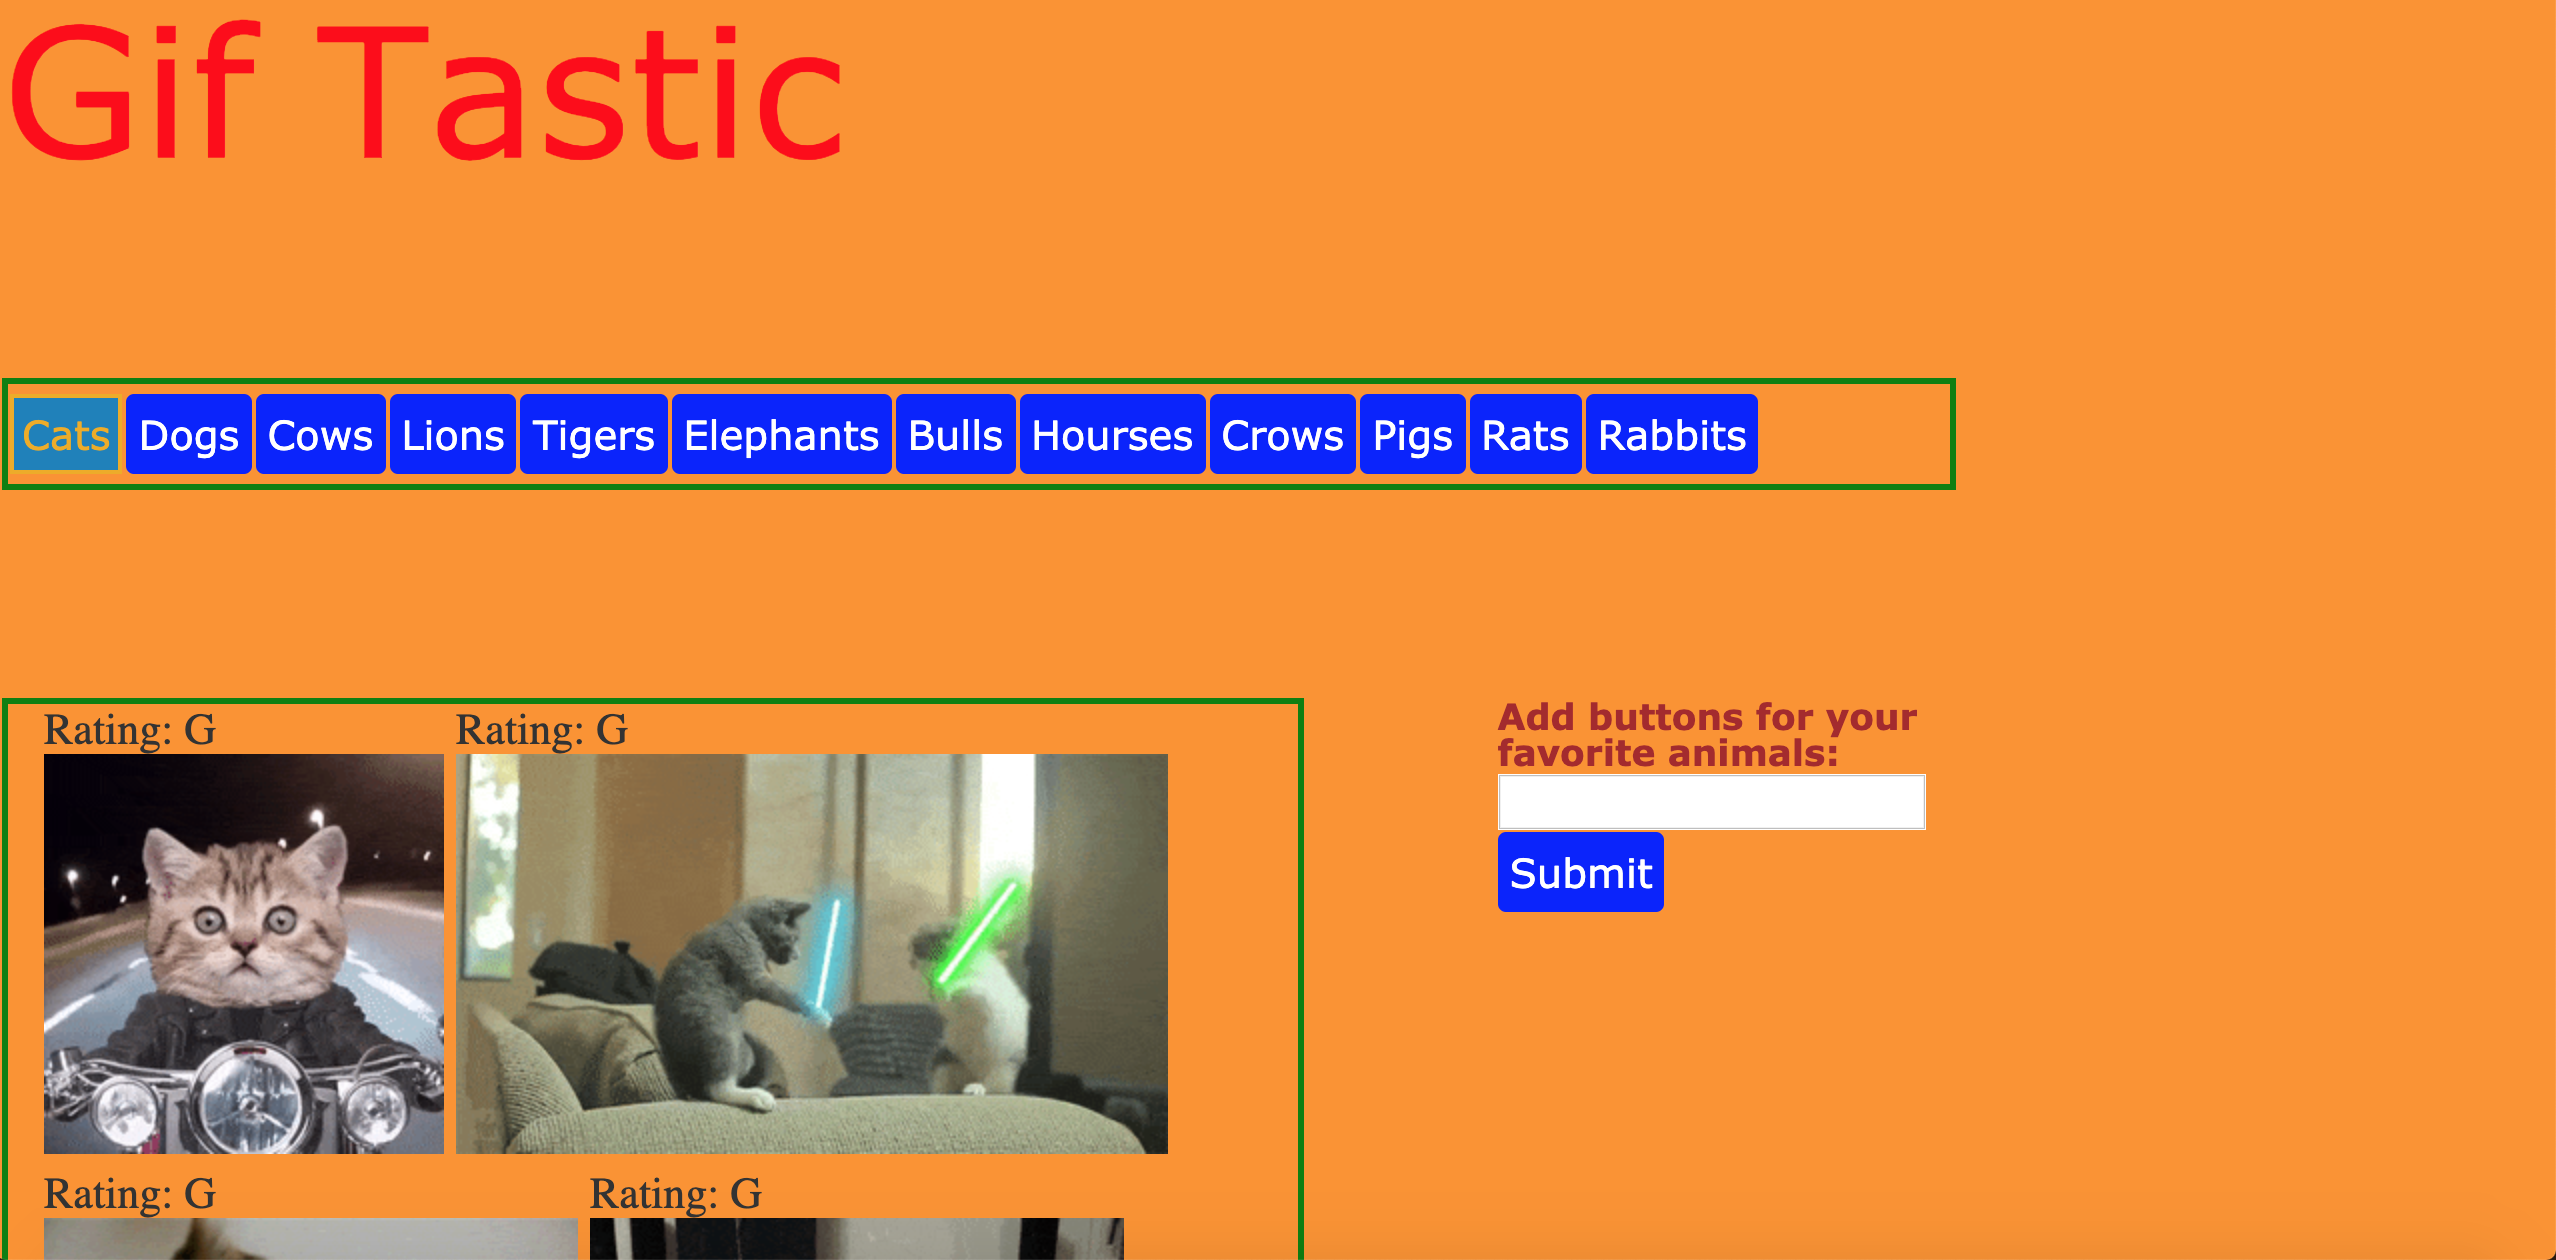 Gif Tastic
Cats Dogs Cows Lions Tigers Elephants Bulls Hourses Crows Pigs Rats Rabbits
Rating: G Rating: G
Add buttons for your
favorite animals:
Submit
Rating: G Rating: G